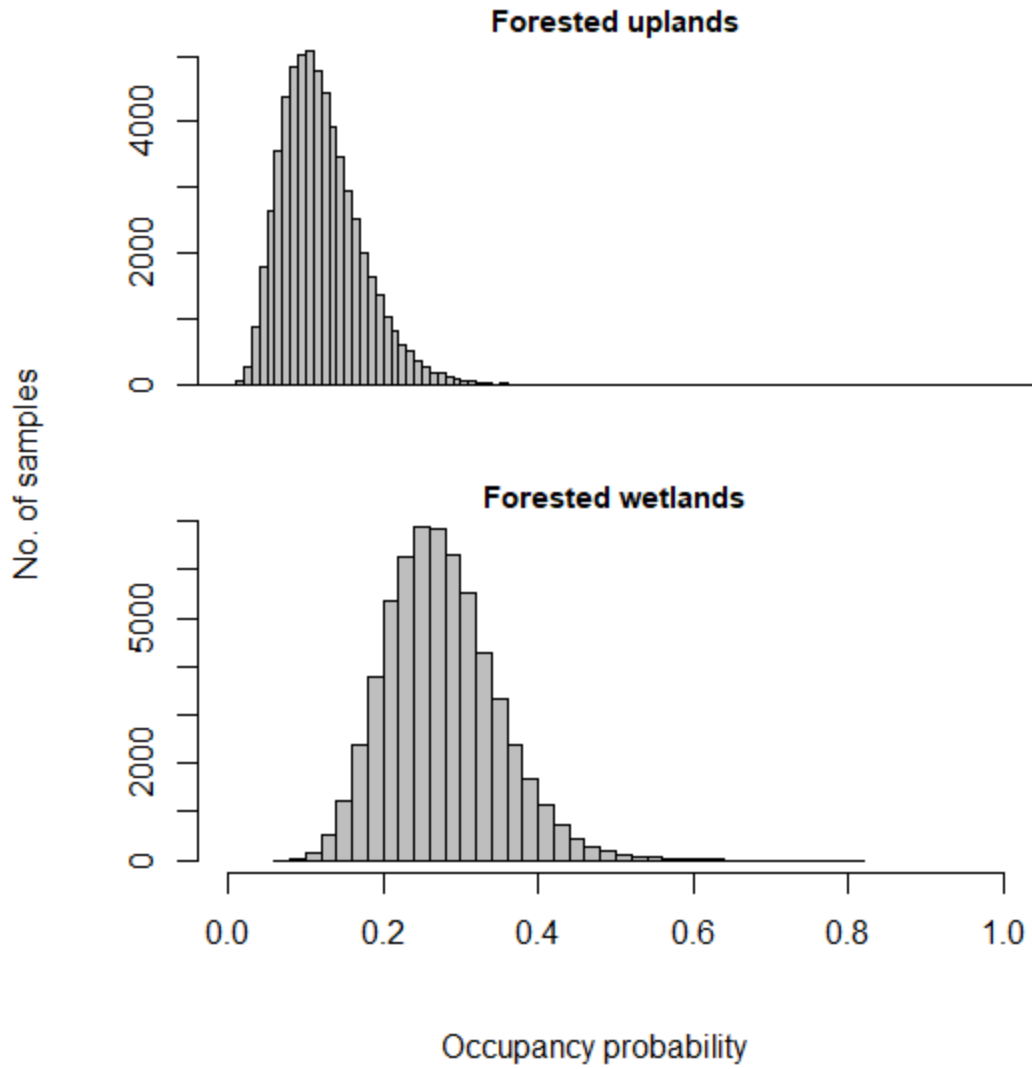 Forested uplands
4000
2000
0
No. of samples
Forested wetlands
5000
2000
0
0.0 0.2 0.4 0.6 0.8 1.0
Occupancy probability